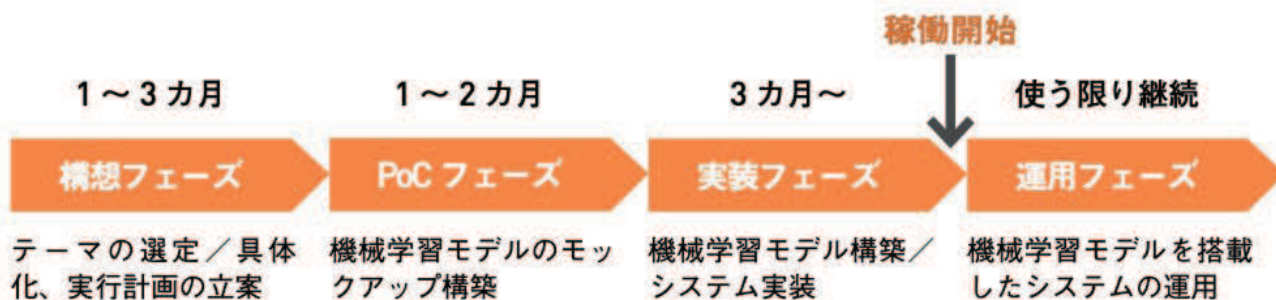 稼働開始
1～3カ月
1～2カ月
3カ月～
使う限り継続
構想フェーズ
PoCフェーズ
実装フェーズ
運用フェーズ
テーマの選定／具体
化、実行計画の立案
機械学習モデルのモッ
クアップ構築
機械学習モデル構築／
システム実装
機械学習モデルを搭載
したシステムの運用